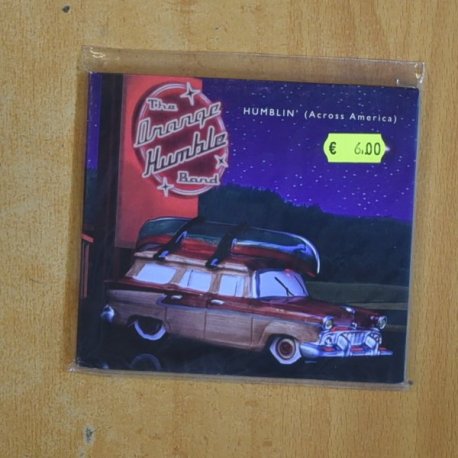 The
Orange
Humble
Band
HUMBLIN' (Across America)
€ 6.00